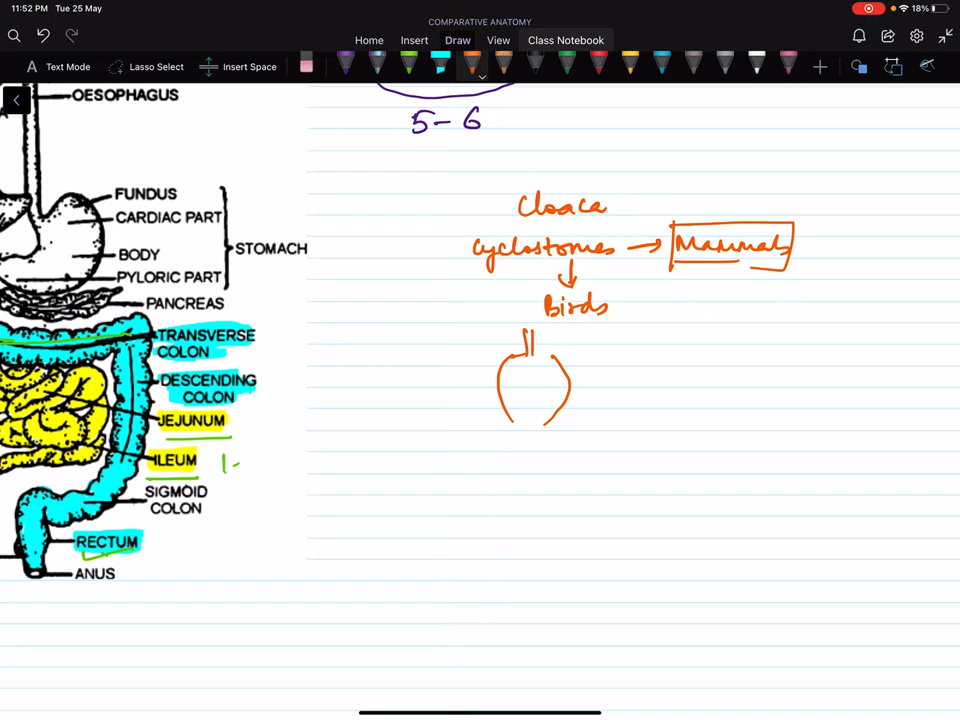 11:52 PM Tue 25 May
18%
COMPARATIVE ANATOMY
Home Insert Draw View Class Notebook
Text Mode Lasso Select Insert Space
OESOPHAGUS
5-6
FUNDUS
CARDIAC PART
STOMACH
BODY
PYLORIC PART
PANCREAS
TRANSVERSE
COLON
DESCENDING
COLON
JEJUNUM
ILEUM
SIGMOID
COLON
RECTUM
ANUS
Cloaca
Cyclostomes → Mammals
↓
Birds